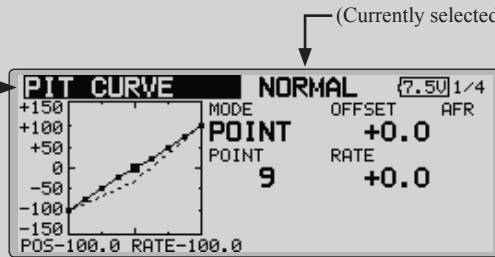 (Currently selected
PIT CURVE NORMAL 7.5V 1/4
+150 MODE OFFSET AFR
+100 POINT +0.0
+50 POINT RATE
0 9 +0.0
-50
-100
-150
POS-100.0 RATE-100.0